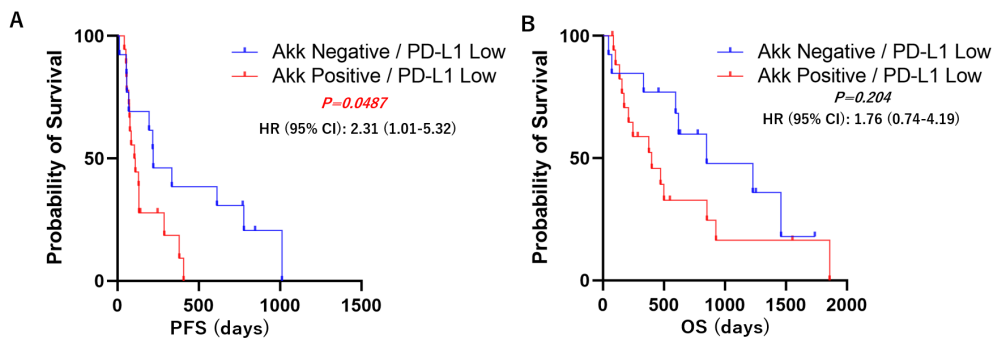 A
Akk Negative / PD-L1 Low
Akk Positive / PD-L1 Low
P=0.0487
HR (95% CI): 2.31 (1.01-5.32)
Probability of Survival
100
50
0
0 500 1000 1500
PFS (days)
B
Akk Negative / PD-L1 Low
Akk Positive / PD-L1 Low
P=0.204
HR (95% CI): 1.76 (0.74-4.19)
Probability of Survival
100
50
0
0 500 1000 1500 2000
OS (days)